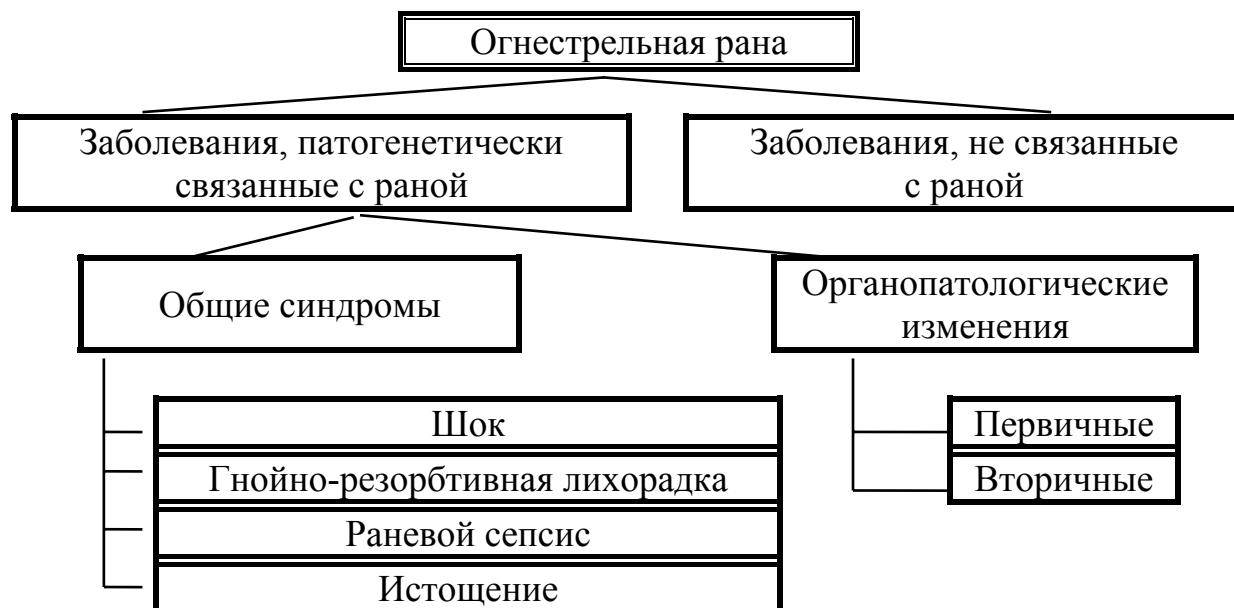 Огнестрельная рана
Заболевания, патогенетически
связанные с раной
Заболевания, не связанные
с раной
Общие синдромы
Органопатологические
изменения
Шок
Гнойно-резорбтивная лихорадка
Раневой сепсис
Истощение
Первичные
Вторичные